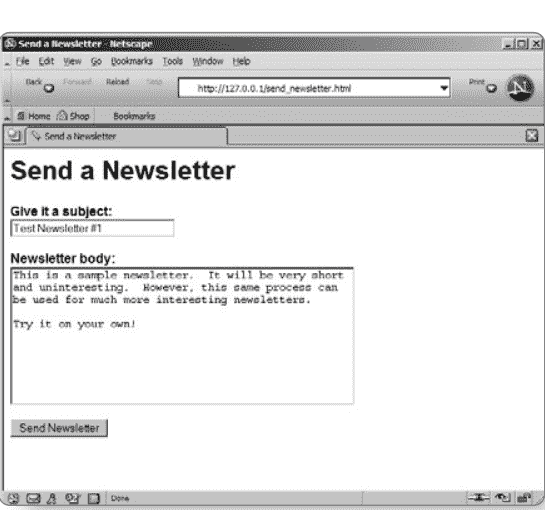 Send a Newsletter - Netscape
File Edit View Go Bookmarks Tools Window Help
Back Forward Reload Stop http://127.0.0.1/send_newsletter.html Print
Home Shop Bookmarks
Send a Newsletter
Send a Newsletter
Give it a subject:
Test Newsletter #1
Newsletter body:
This is a sample newsletter. It will be very short
and uninteresting. However, this same process can
be used for much more interesting newsletters.
Try it on your own!
Send Newsletter
Done